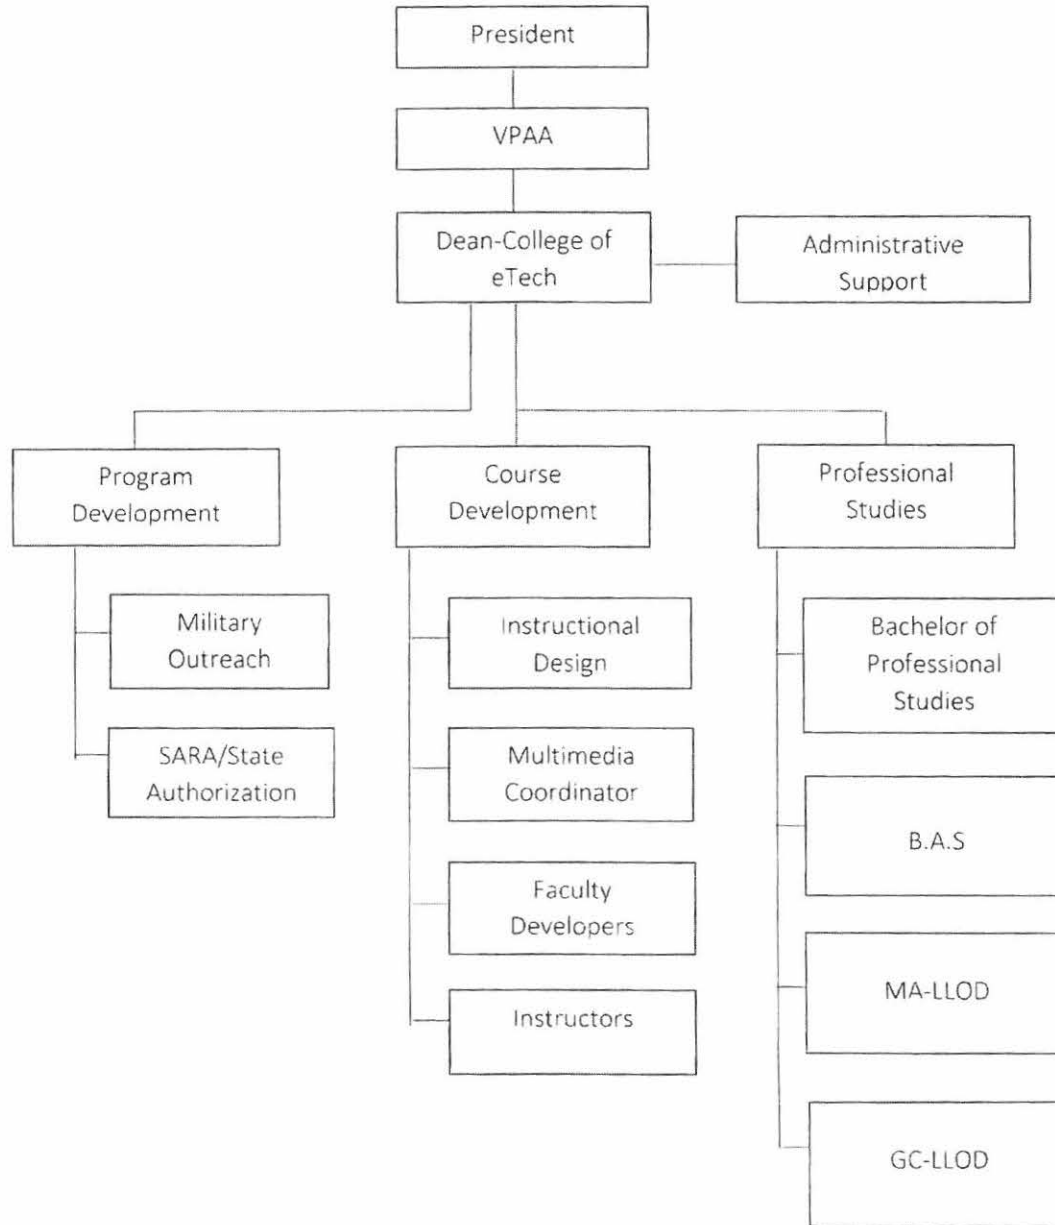 President
VPAA
Dean-College of
eTech
Administrative
Support
Program
Development
Military
Outreach
SARA/State
Authorization
Course
Development
Instructional
Design
Multimedia
Coordinator
Faculty
Developers
Instructors
Professional
Studies
Bachelor of
Professional
Studies
B.A.S
MA-LLOD
GC-LLOD